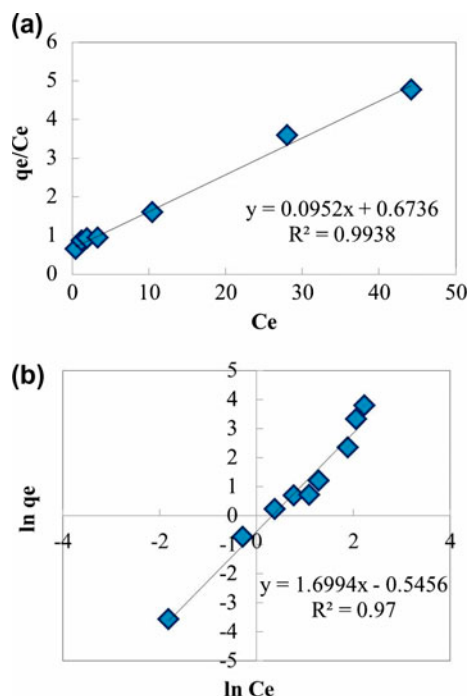 (a)
6
5
4
3
2
1
0
qe/Ce
y = 0.0952x + 0.6736
R² = 0.9938
0 10 20 30 40 50
Ce
(b)
5
4
3
2
1
0
-4 -2 0 2 4
-1
-2
-3
-4
-5
ln qe
y = 1.6994x - 0.5456
R² = 0.97
ln Ce